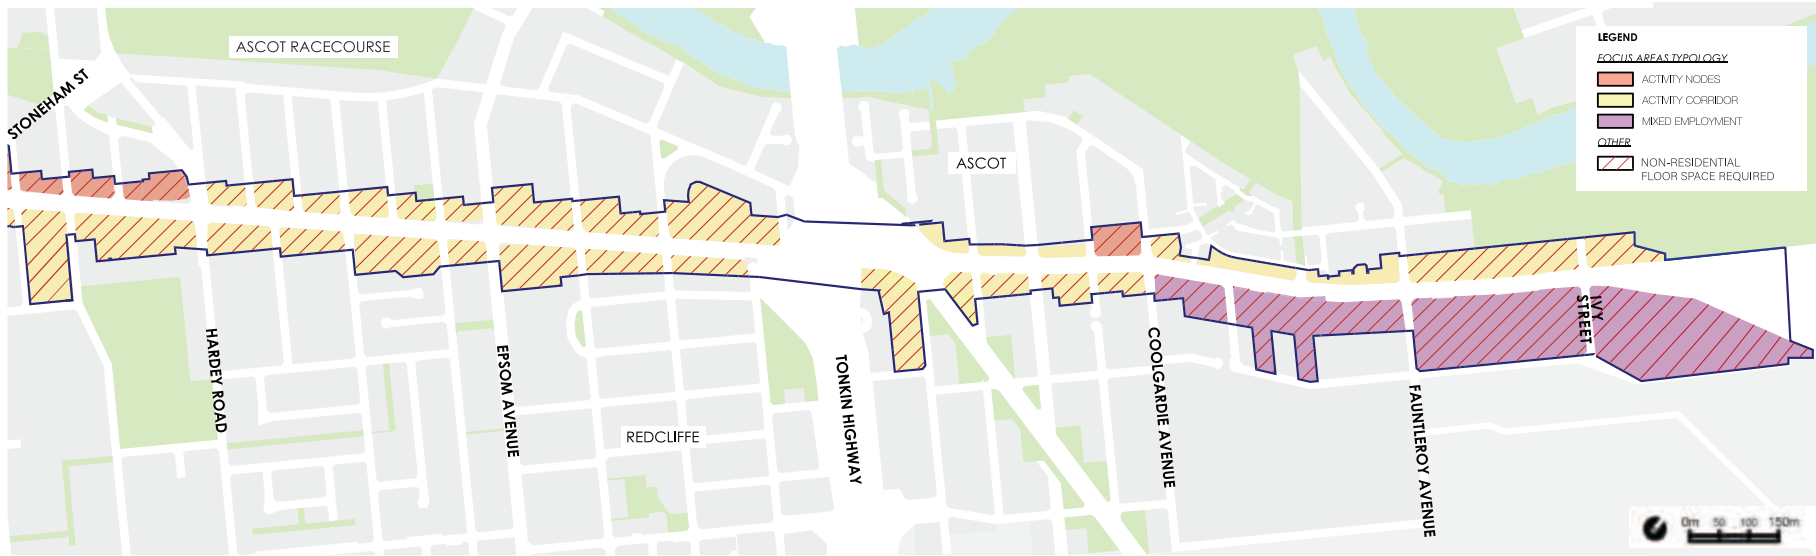 ASCOT RACECOURSE
STONEHAM ST
ASCOT
LEGEND
FOCUS AREAS TYPOLOGY
ACTIVITY NODES
ACTIVITY CORRIDOR
MIXED EMPLOYMENT
OTHER
NON-RESIDENTIAL
FLOOR SPACE REQUIRED
HARDEY ROAD
EPSOM AVENUE
REDCLIFFE
TONKIN HIGHWAY
COOLGARDIE AVENUE
FAUNTLEROY AVENUE
IVY
STREET
0m 50 100 150m